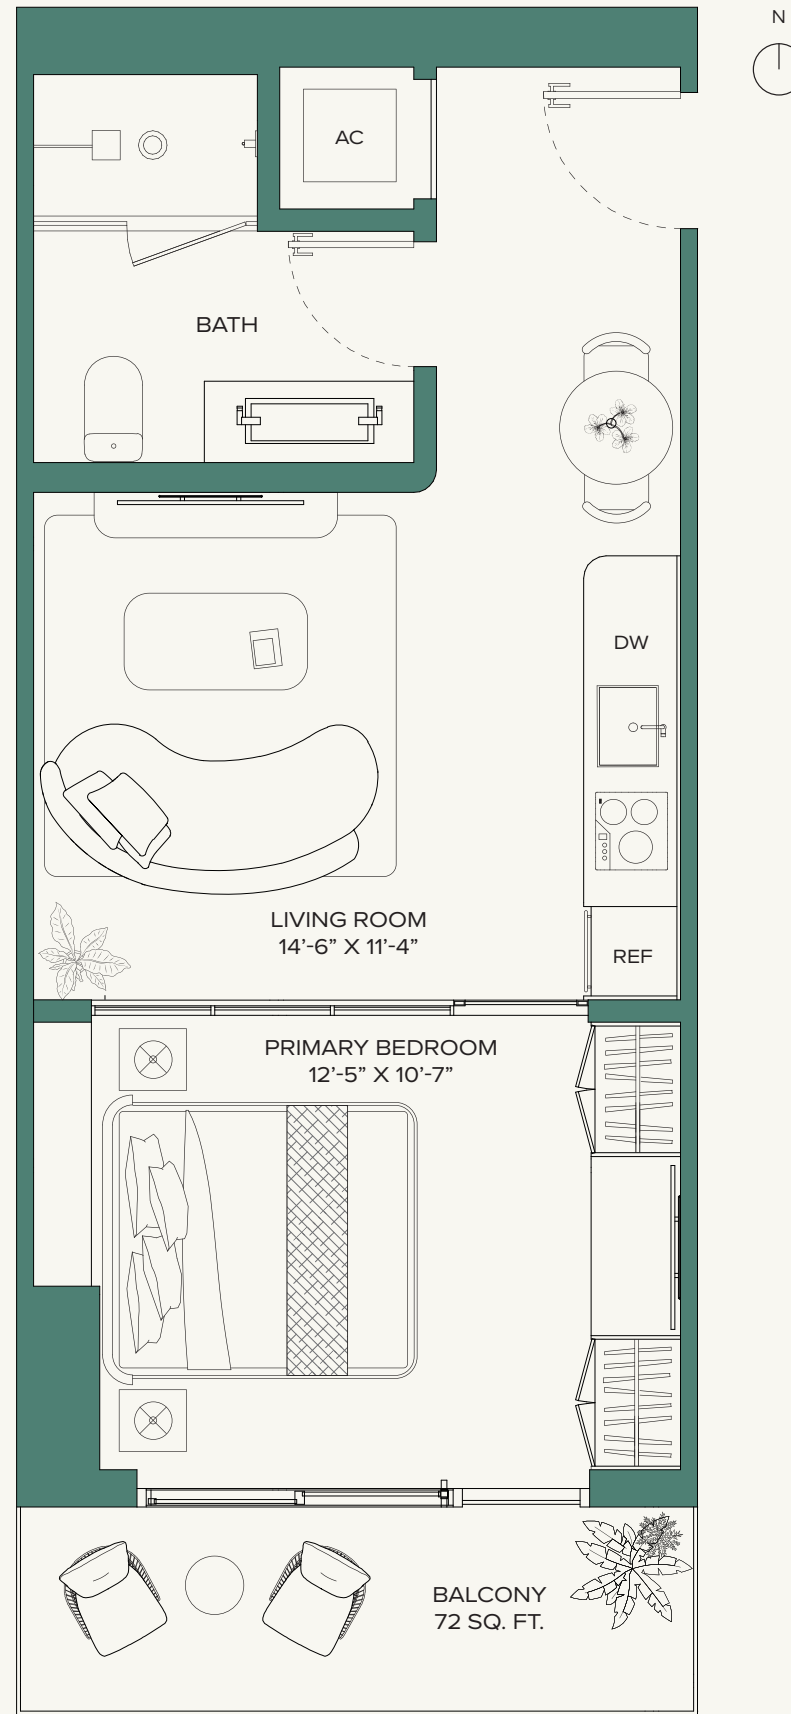 N
AC
BATH
DW
LIVING ROOM
14’-6” X 11’-4”
REF
PRIMARY BEDROOM
12’-5” X 10’-7”
BALCONY
72 SQ. FT.